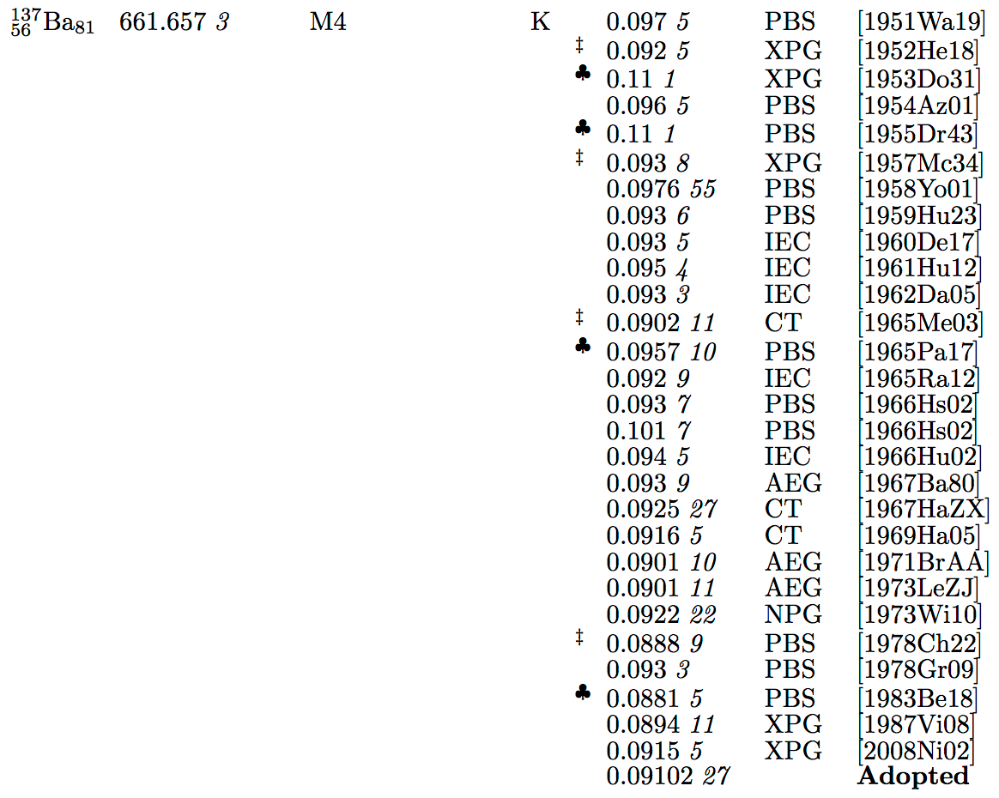 ¹³⁷₅₆Ba₈₁ 661.657 3 M4 K 0.097 5 PBS [1951Wa19]
‡ 0.092 5 XPG [1952He18]
♣ 0.11 1 XPG [1953Do31]
0.096 5 PBS [1954Az01]
♣ 0.11 1 PBS [1955Dr43]
‡ 0.093 8 XPG [1957Mc34]
0.0976 55 PBS [1958Yo01]
0.093 6 PBS [1959Hu23]
0.093 5 IEC [1960De17]
0.095 4 IEC [1961Hu12]
0.093 3 IEC [1962Da05]
‡ 0.0902 11 CT [1965Me03]
♣ 0.0957 10 PBS [1965Pa17]
0.092 9 IEC [1965Ra12]
0.093 7 PBS [1966Hs02]
0.101 7 PBS [1966Hs02]
0.094 5 IEC [1966Hu02]
0.093 9 AEG [1967Ba80]
0.0925 27 CT [1967HaZX]
0.0916 5 CT [1969Ha05]
0.0901 10 AEG [1971BrAA]
0.0901 11 AEG [1973LeZJ]
0.0922 22 NPG [1973Wi10]
‡ 0.0888 9 PBS [1978Ch22]
0.093 3 PBS [1978Gr09]
♣ 0.0881 5 PBS [1983Be18]
0.0894 11 XPG [1987Vi08]
0.0915 5 XPG [2008Ni02]
0.09102 27 Adopted